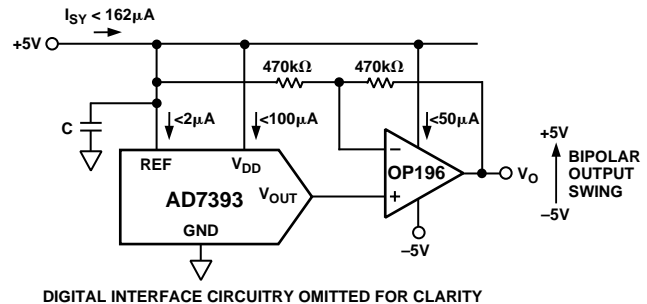 I_SY < 162μA
+5V
470kΩ 470kΩ
C
<2μA <100μA <50μA
REF V_DD
AD7393
V_OUT
GND
−
+
OP196
V_O
−5V
+5V
BIPOLAR
OUTPUT
SWING
−5V
DIGITAL INTERFACE CIRCUITRY OMITTED FOR CLARITY